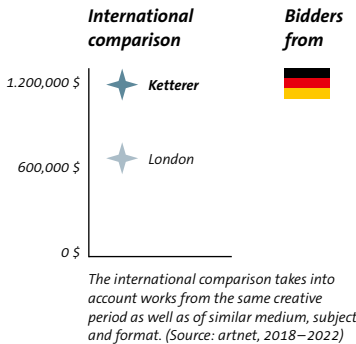 International
comparison
Bidders
from
1.200,000 $
Ketterer
600,000 $
London
0 $
The international comparison takes into
account works from the same creative
period as well as of similar medium, subject
and format. (Source: artnet, 2018–2022)